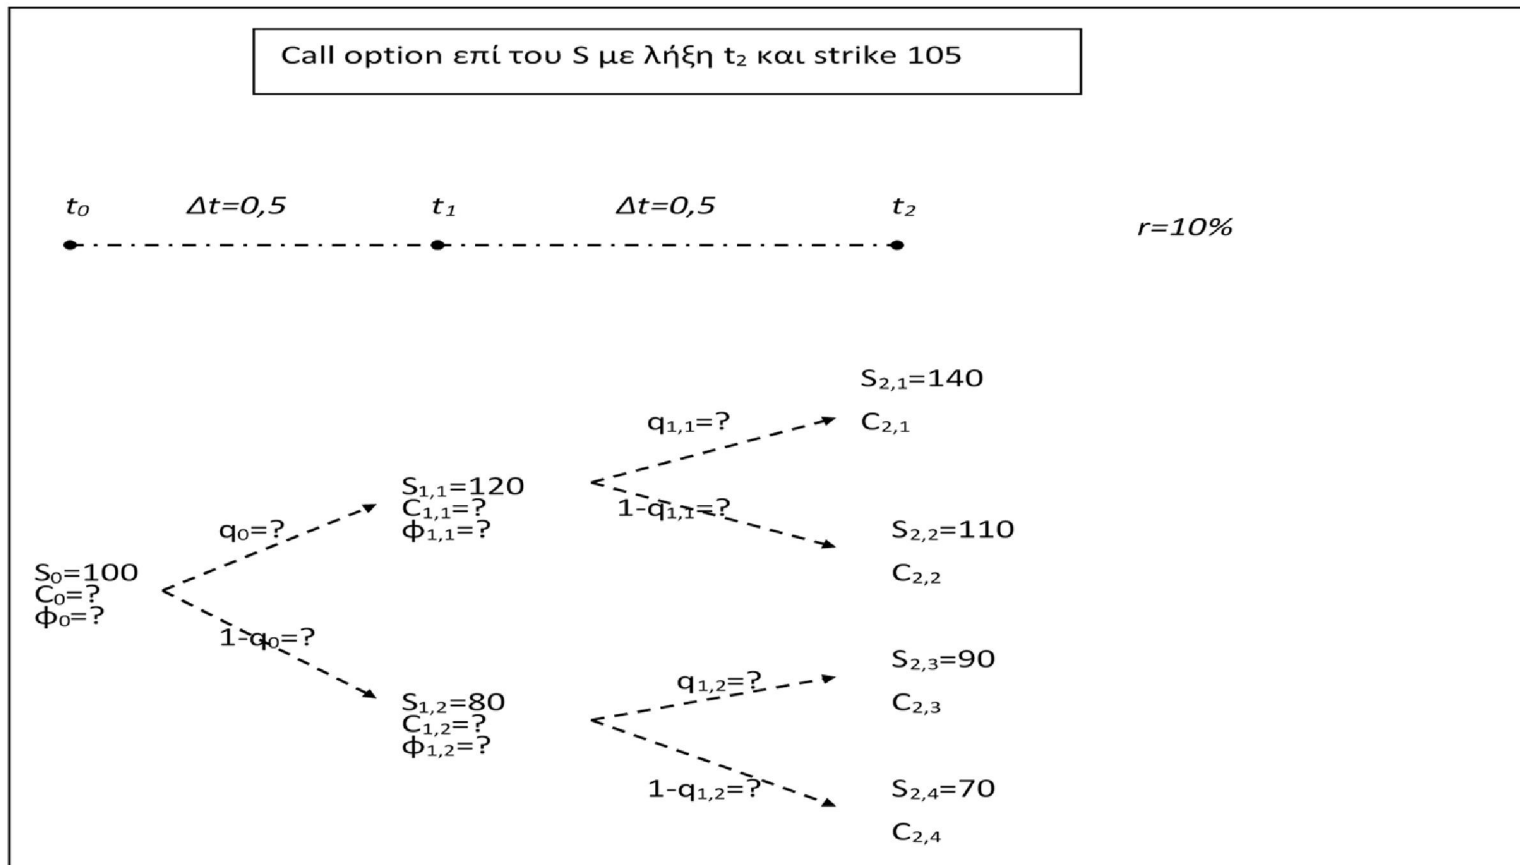 Call option επί του S με λήξη t₂ και strike 105
t₀ Δt=0,5 t₁ Δt=0,5 t₂
r=10%
S₂,₁=140
q₁,₁=?
C₂,₁
S₁,₁=120
C₁,₁=?
1-q₁,₁=?
q₀=?
φ₁,₁=?
S₂,₂=110
S₀=100
C₂,₂
C₀=?
φ₀=?
1-q₀=?
S₂,₃=90
q₁,₂=?
S₁,₂=80
C₂,₃
C₁,₂=?
φ₁,₂=?
1-q₁,₂=?
S₂,₄=70
C₂,₄